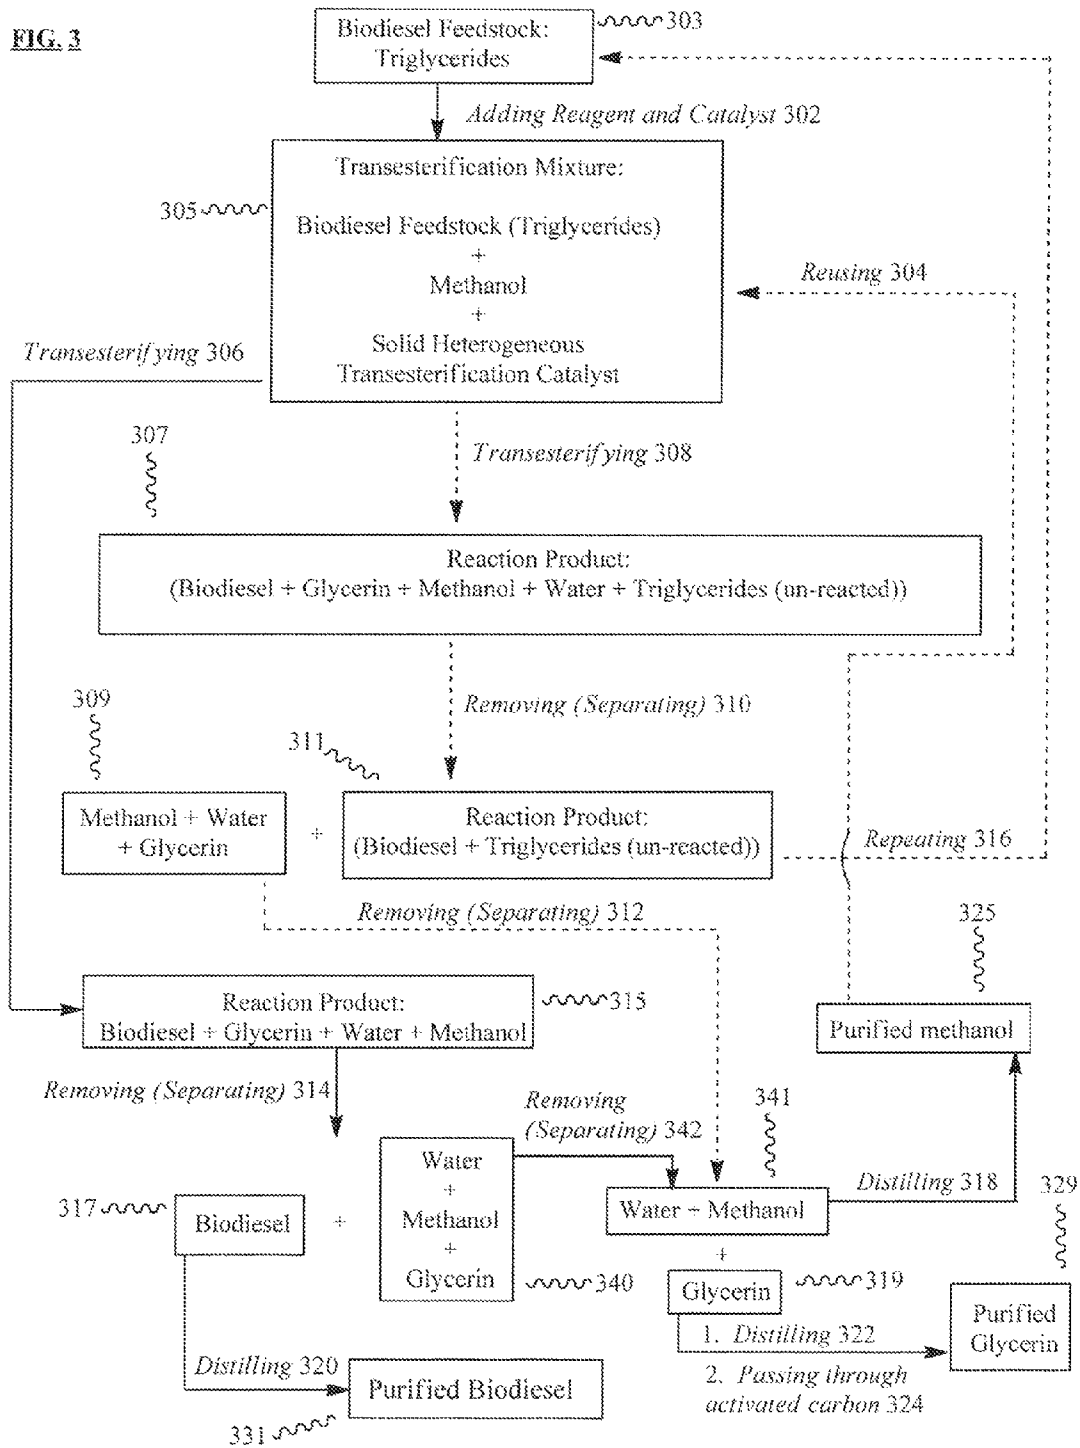 FIG. 3
Biodiesel Feedstock:
Triglycerides
303
Adding Reagent and Catalyst 302
Transesterification Mixture:
305
Biodiesel Feedstock (Triglycerides)
+
Methanol
+
Solid Heterogeneous
Transesterification Catalyst
Reusing 304
Transesterifying 306
307
Transesterifying 308
Reaction Product:
(Biodiesel + Glycerin + Methanol + Water + Triglycerides (un-reacted))
309
Removing (Separating) 310
311
Methanol + Water
+ Glycerin
+
Reaction Product:
(Biodiesel + Triglycerides (un-reacted))
Repeating 316
Removing (Separating) 312
325
Reaction Product:
Biodiesel + Glycerin + Water + Methanol
315
Purified methanol
Removing (Separating) 314
Removing
(Separating) 342
341
Water
+
Methanol
+
Glycerin
340
317
Biodiesel
+
Water + Methanol
Distilling 318
329
+
Glycerin
319
1. Distilling 322
2. Passing through
activated carbon 324
Purified
Glycerin
Distilling 320
Purified Biodiesel
331